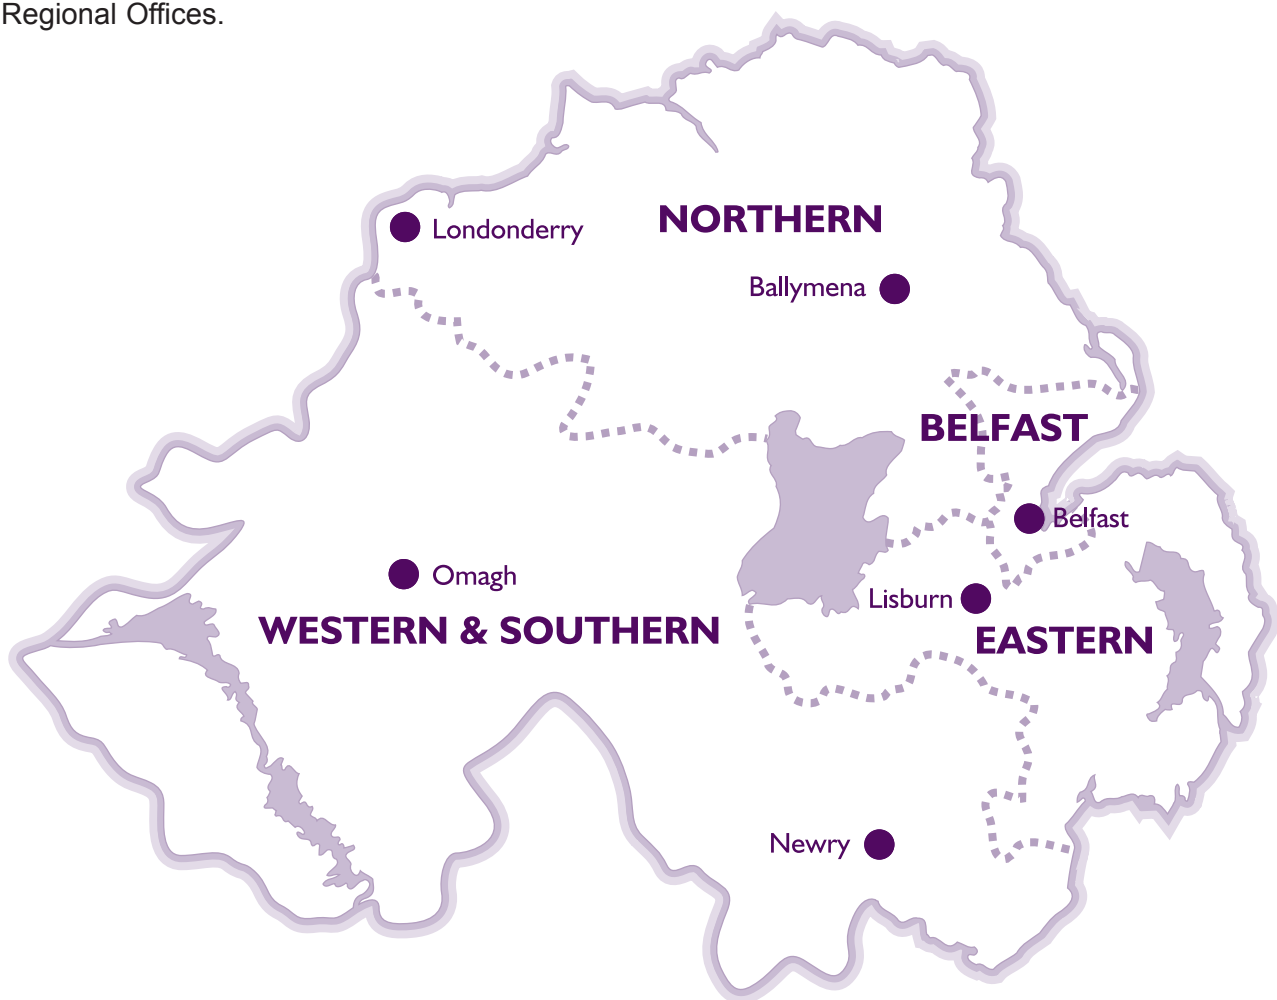 Regional Offices.
NORTHERN
Londonderry
Ballymena
BELFAST
Belfast
Omagh
Lisburn
WESTERN & SOUTHERN
EASTERN
Newry